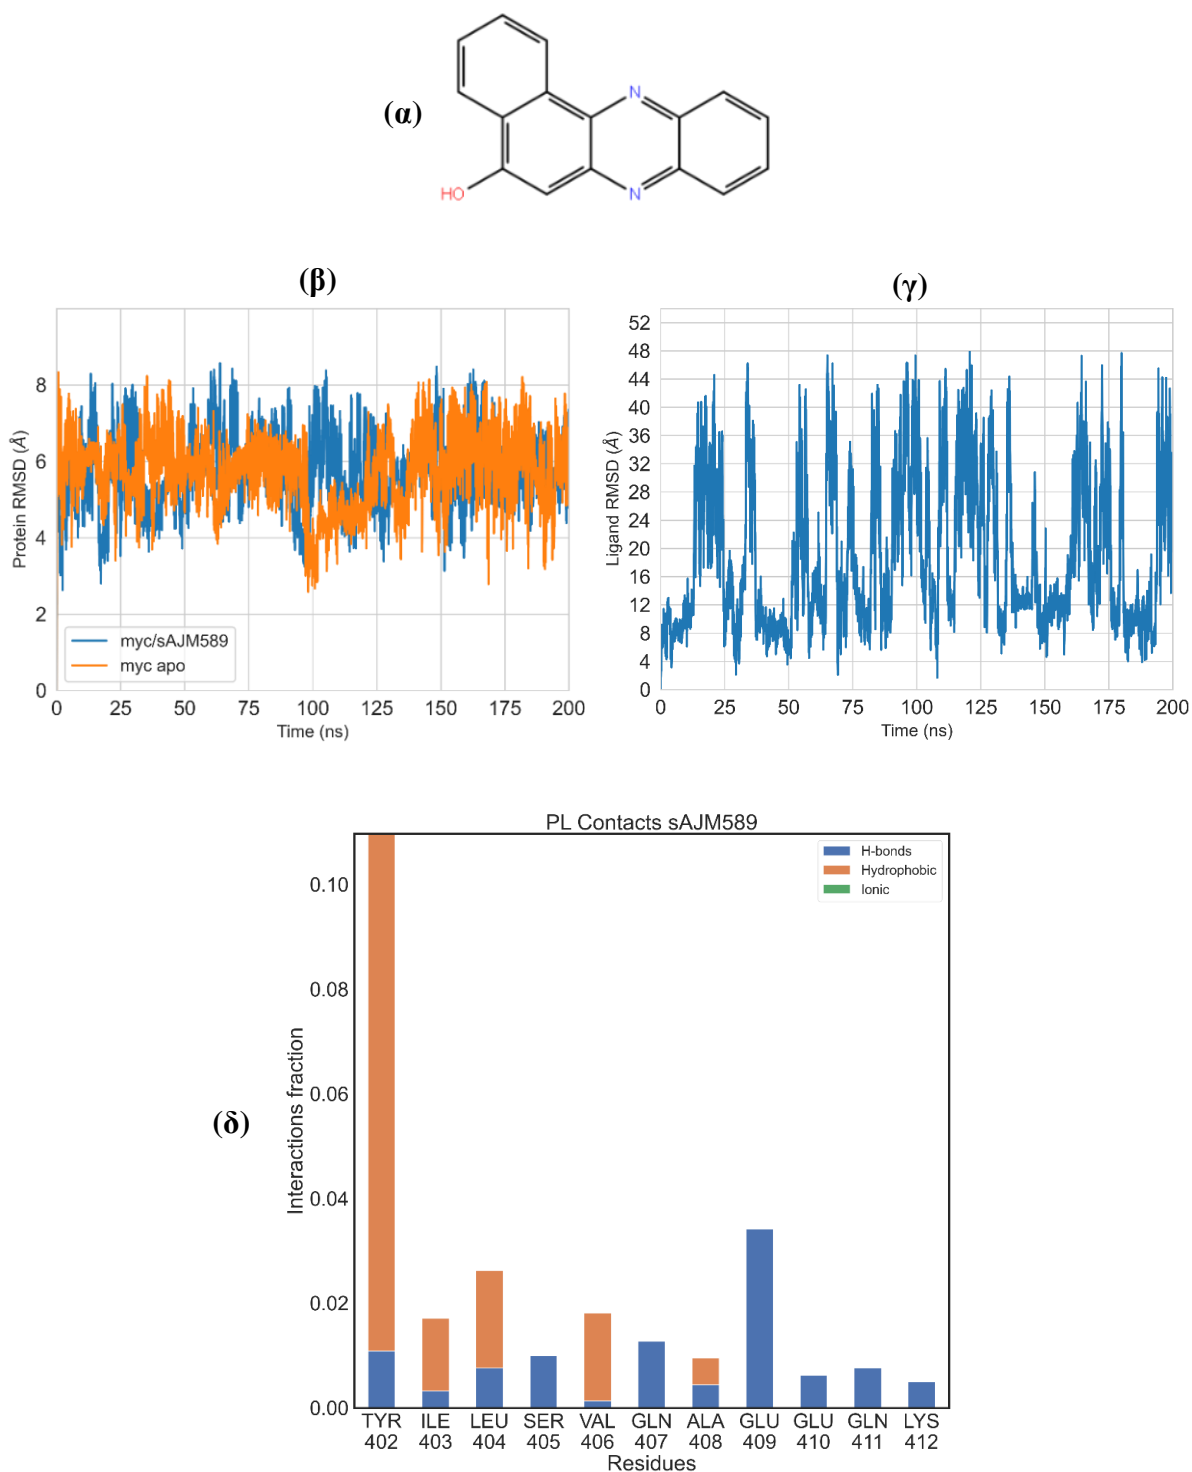 (α)
N
N
HO
(β)
(γ)
Protein RMSD (Å)
8
6
4
2
0
myc/sAJM589
myc apo
0 25 50 75 100 125 150 175 200
Time (ns)
Ligand RMSD (Å)
52
48
44
40
36
32
28
24
20
16
12
8
4
0
0 25 50 75 100 125 150 175 200
Time (ns)
PL Contacts sAJM589
H-bonds
Hydrophobic
Ionic
(δ)
Interactions fraction
0.10
0.08
0.06
0.04
0.02
0.00
TYR ILE LEU SER VAL GLN ALA GLU GLU GLN LYS
402 403 404 405 406 407 408 409 410 411 412
Residues